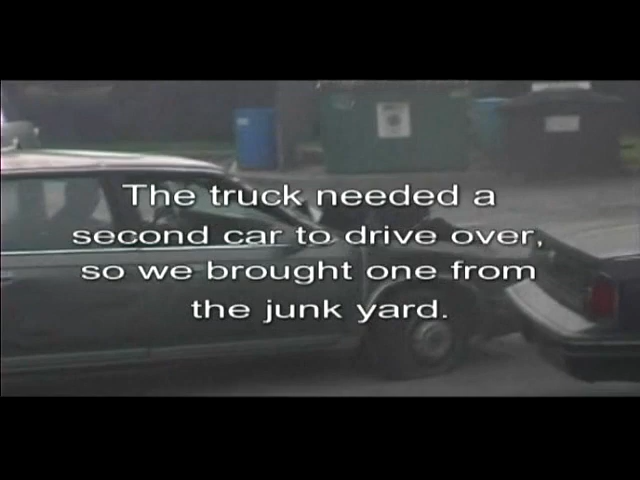 The truck needed a
second car to drive over,
so we brought one from
the junk yard.